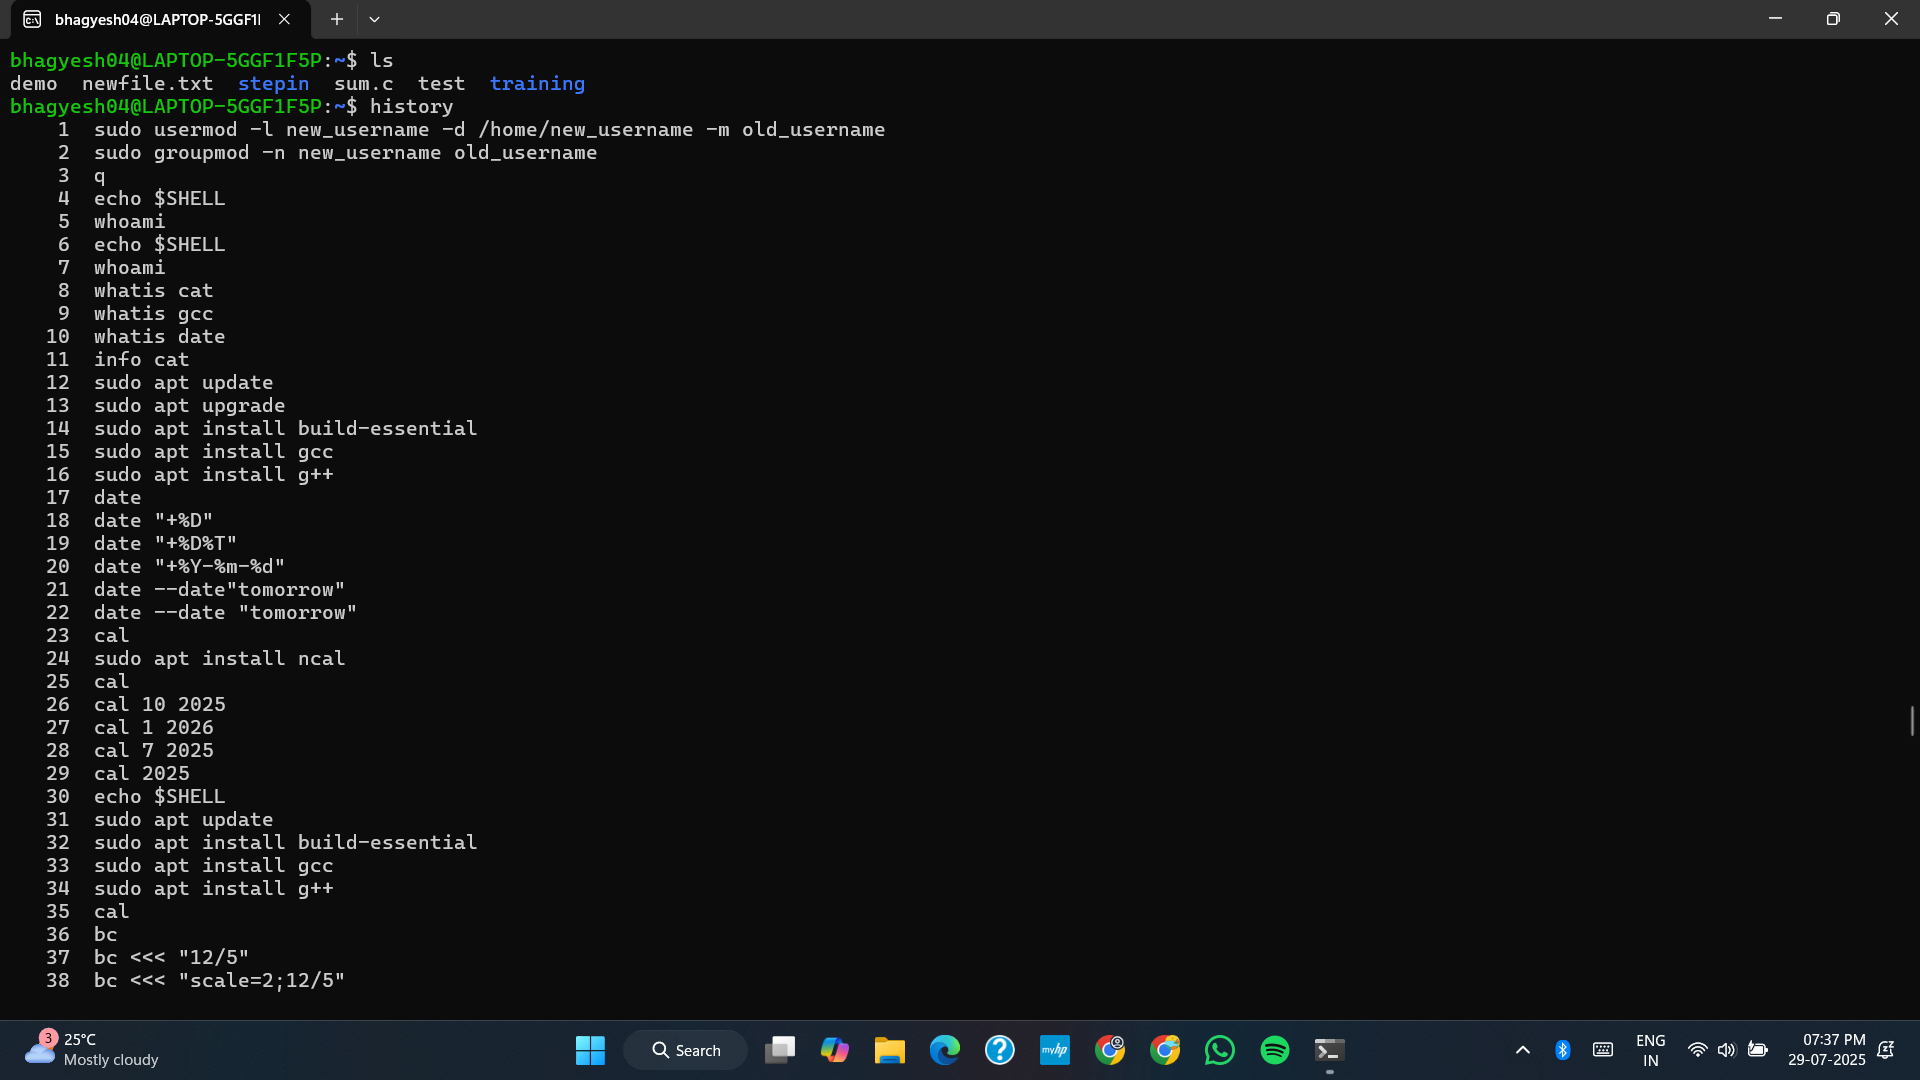 bhagyesh04@LAPTOP-5GGF1I
bhagyesh04@LAPTOP-5GGF1F5P:~$ ls
demo  newfile.txt  stepin  sum.c  test  training
bhagyesh04@LAPTOP-5GGF1F5P:~$ history
    1  sudo usermod -l new_username -d /home/new_username -m old_username
    2  sudo groupmod -n new_username old_username
    3  q
    4  echo $SHELL
    5  whoami
    6  echo $SHELL
    7  whoami
    8  whatis cat
    9  whatis gcc
   10  whatis date
   11  info cat
   12  sudo apt update
   13  sudo apt upgrade
   14  sudo apt install build-essential
   15  sudo apt install gcc
   16  sudo apt install g++
   17  date
   18  date "+%D"
   19  date "+%D%T"
   20  date "+%Y-%m-%d"
   21  date --date"tomorrow"
   22  date --date "tomorrow"
   23  cal
   24  sudo apt install ncal
   25  cal
   26  cal 10 2025
   27  cal 1 2026
   28  cal 7 2025
   29  cal 2025
   30  echo $SHELL
   31  sudo apt update
   32  sudo apt install build-essential
   33  sudo apt install gcc
   34  sudo apt install g++
   35  cal
   36  bc
   37  bc <<< "12/5"
   38  bc <<< "scale=2;12/5"
3
25°C
Mostly cloudy
Search
myhp
ENG
IN
07:37 PM
29-07-2025